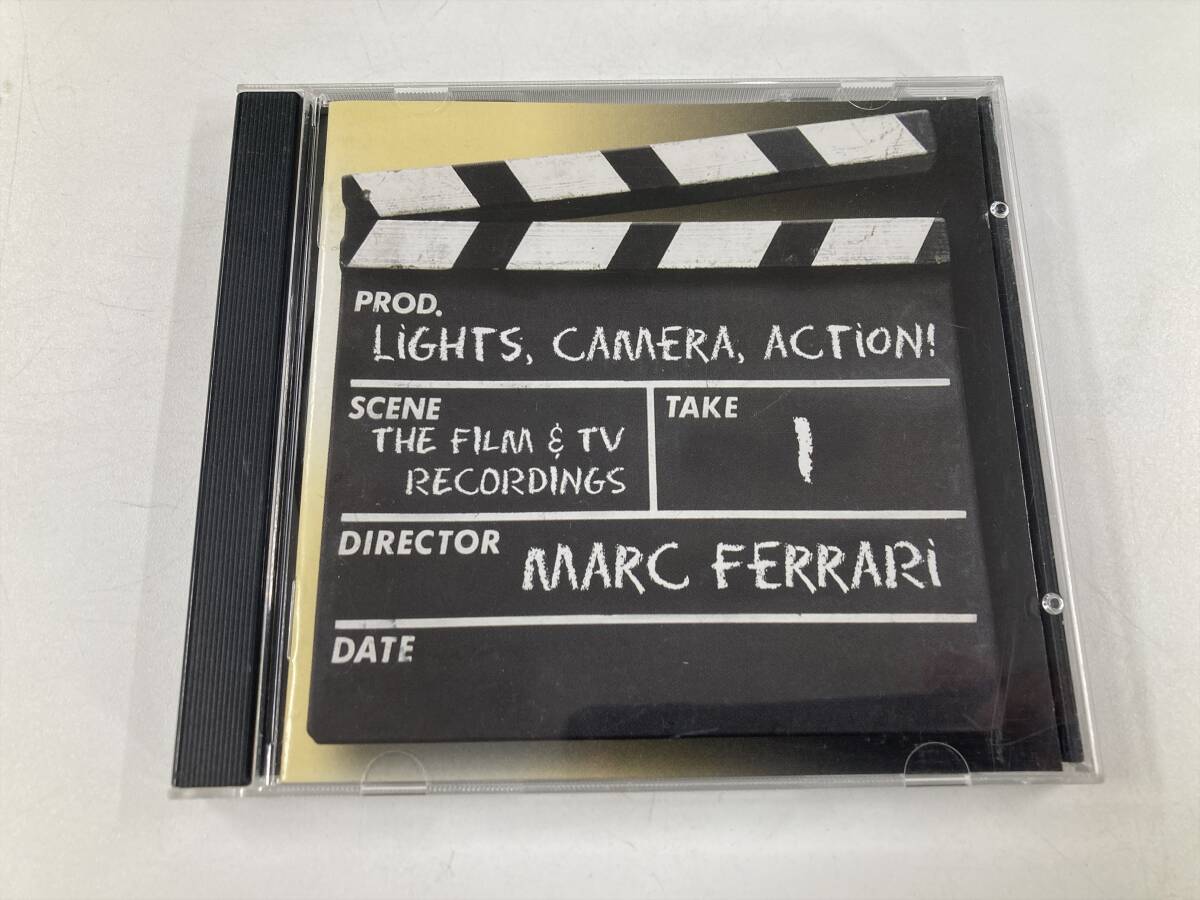 PROD.
LiGHTS, CAMERA, ACTiON!
SCENE
THE FILM & TV
RECORDINGS
TAKE
1
DIRECTOR
MARC FERRARi
DATE